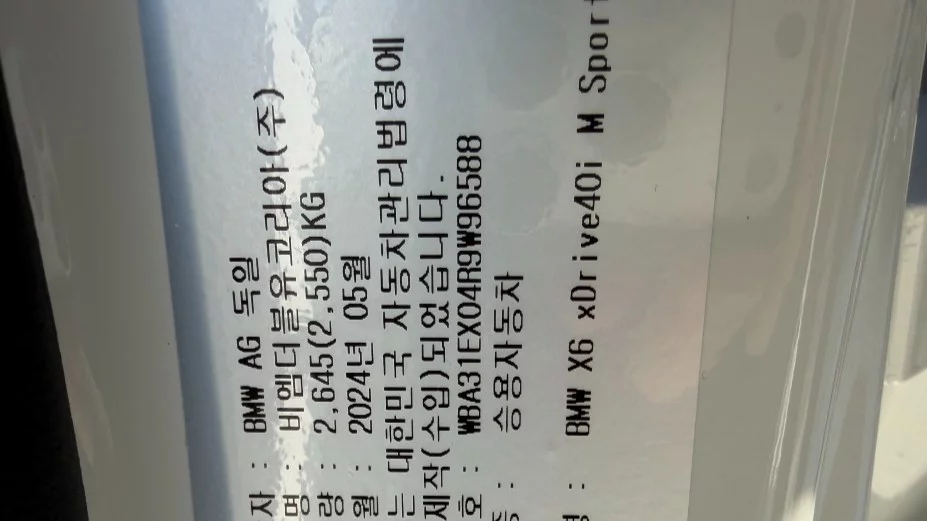 자 : BMW AG 독일
명 : 비엠더블유코리아(주)
량 : 2,645(2,550)KG
월 : 2024년 05월
는 대한민국 자동차관리법령에
제작(수입)되었습니다.
호 : WBA31EX04R9W96588
종 : 승용자동차
명 : BMW X6 xDrive40i M Sport